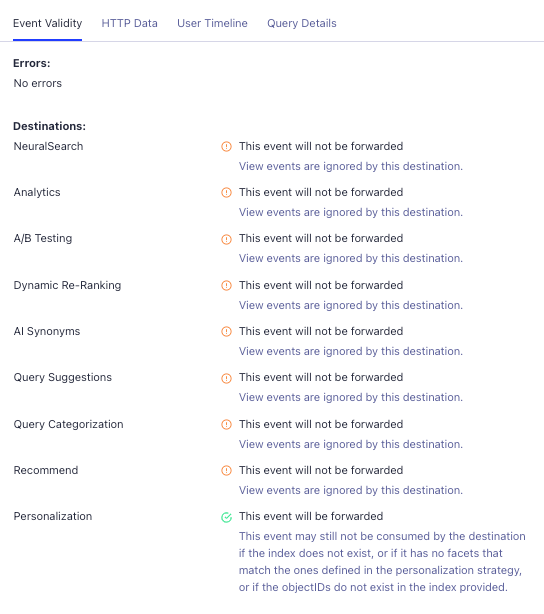 Event Validity HTTP Data User Timeline Query Details
Errors:
No errors
Destinations:
NeuralSearch This event will not be forwarded
View events are ignored by this destination.
Analytics This event will not be forwarded
View events are ignored by this destination.
A/B Testing This event will not be forwarded
View events are ignored by this destination.
Dynamic Re-Ranking This event will not be forwarded
View events are ignored by this destination.
AI Synonyms This event will not be forwarded
View events are ignored by this destination.
Query Suggestions This event will not be forwarded
View events are ignored by this destination.
Query Categorization This event will not be forwarded
View events are ignored by this destination.
Recommend This event will not be forwarded
View events are ignored by this destination.
Personalization This event will be forwarded
This event may still not be consumed by the destination
if the index does not exist, or if it has no facets that
match the ones defined in the personalization strategy,
or if the objectIDs do not exist in the index provided.